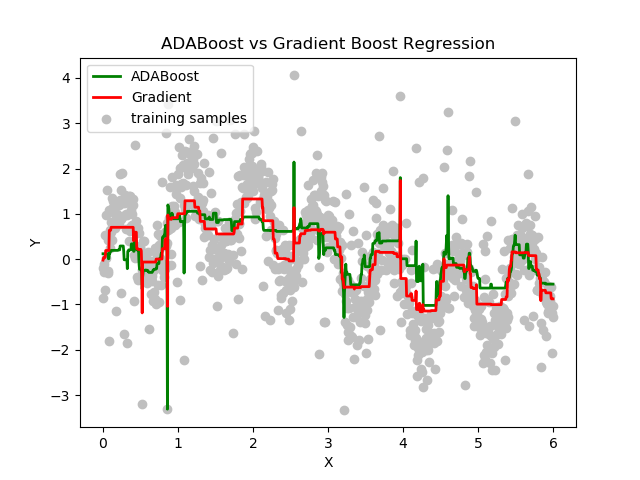 ADABoost vs Gradient Boost Regression
ADABoost
Gradient
training samples
Y
4
3
2
1
0
−1
−2
−3
0 1 2 3 4 5 6
X